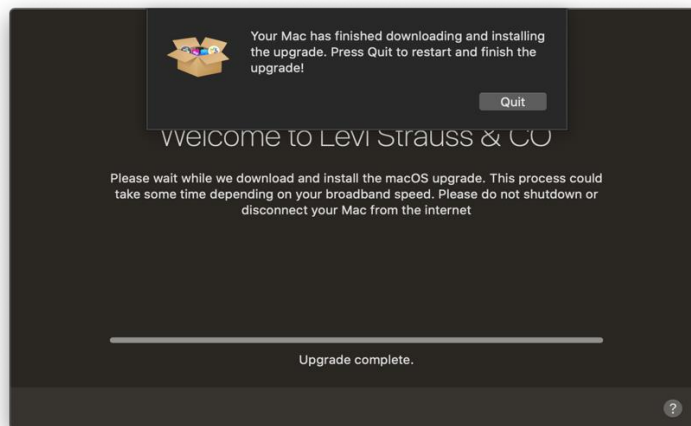 Your Mac has finished downloading and installing
the upgrade. Press Quit to restart and finish the
upgrade!
Quit
Welcome to Levi Strauss & CO
Please wait while we download and install the macOS upgrade. This process could
take some time depending on your broadband speed. Please do not shutdown or
disconnect your Mac from the internet
Upgrade complete.
?